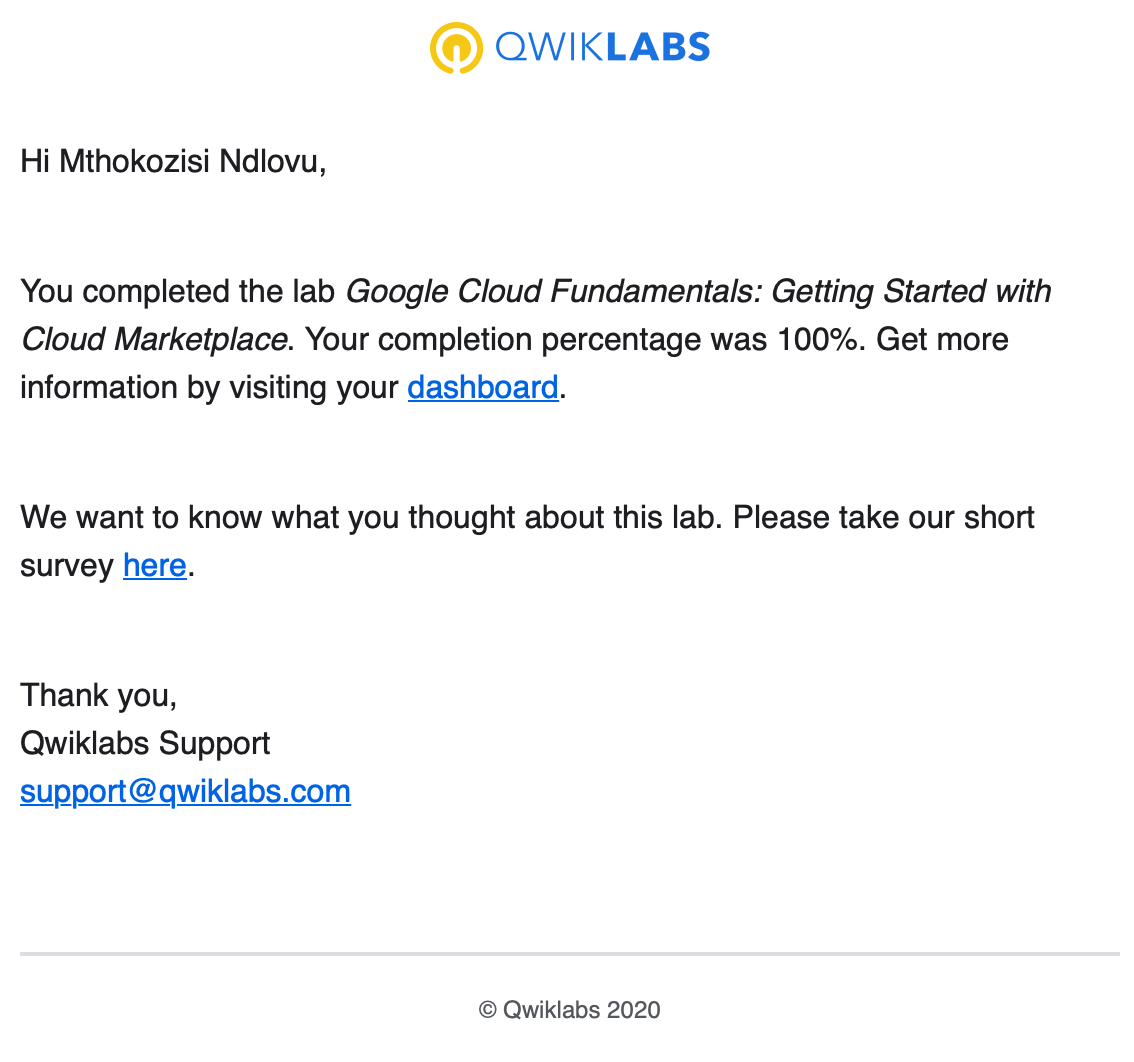 QWIKLABS
Hi Mthokozisi Ndlovu,
You completed the lab Google Cloud Fundamentals: Getting Started with
Cloud Marketplace. Your completion percentage was 100%. Get more
information by visiting your dashboard.
We want to know what you thought about this lab. Please take our short
survey here.
Thank you,
Qwiklabs Support
support@qwiklabs.com
© Qwiklabs 2020